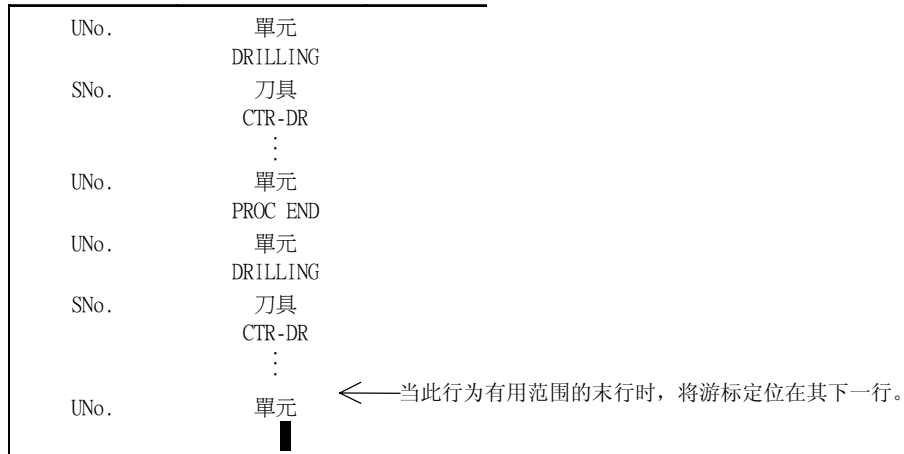 UNo. 單元
DRILLING
SNo. 刀具
CTR-DR
⋮
UNo. 單元
PROC END
UNo. 單元
DRILLING
SNo. 刀具
CTR-DR
⋮
当此行为有用范围的末行时，将游标定位在其下一行。
UNo. 單元